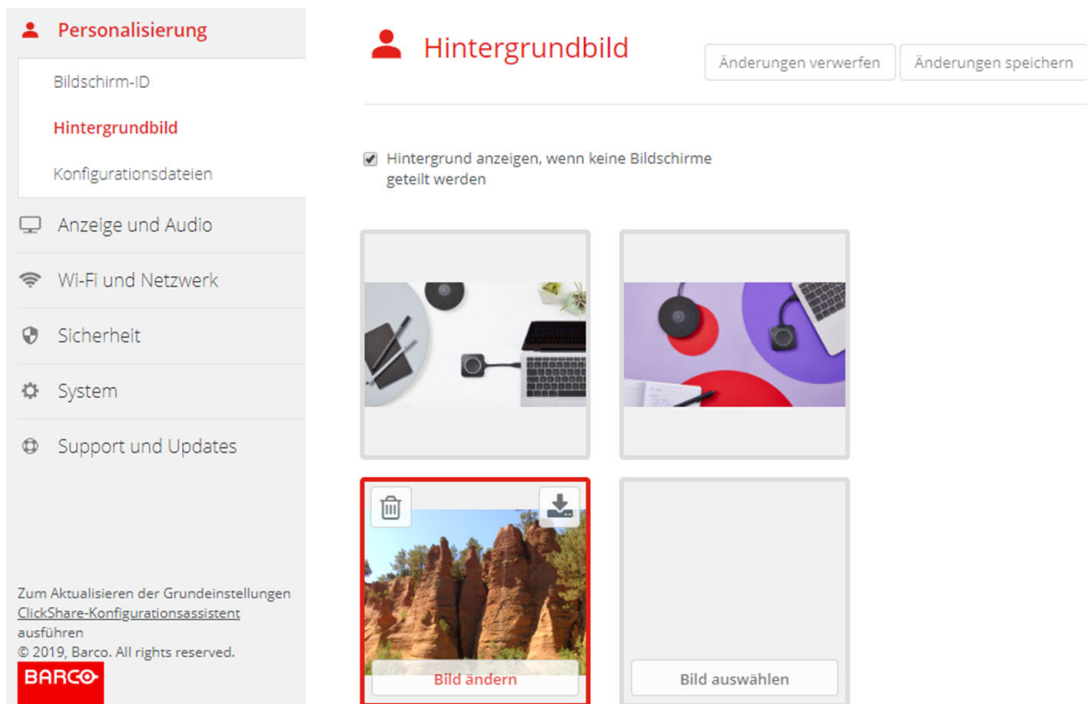 Personalisierung
Bildschirm-ID
Hintergrundbild
Konfigurationsdateien
Anzeige und Audio
Wi-Fi und Netzwerk
Sicherheit
System
Support und Updates
Zum Aktualisieren der Grundeinstellungen
ClickShare-Konfigurationsassistent
ausführen
© 2019, Barco. All rights reserved.
BARCO
Hintergrundbild
Änderungen verwerfen
Änderungen speichern
Hintergrund anzeigen, wenn keine Bildschirme
geteilt werden
Bild ändern
Bild auswählen